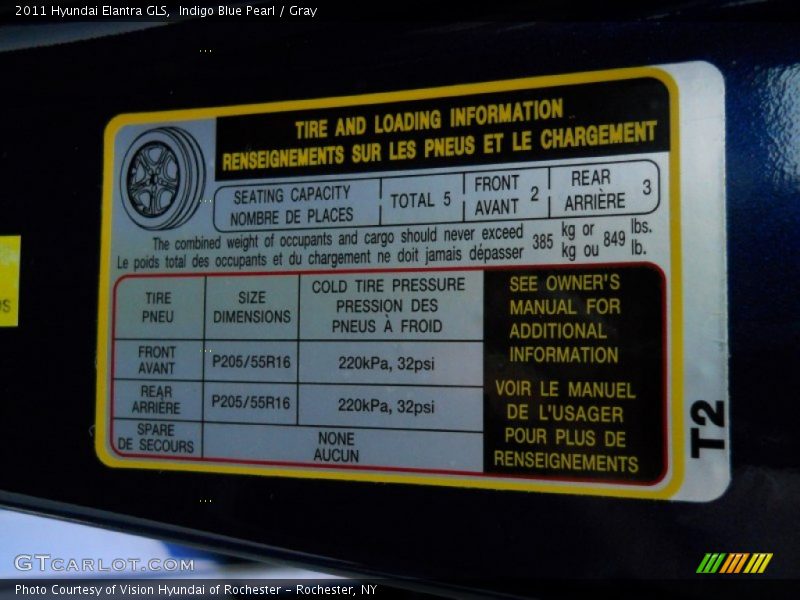 2011 Hyundai Elantra GLS,  Indigo Blue Pearl / Gray
TIRE AND LOADING INFORMATION
RENSEIGNEMENTS SUR LES PNEUS ET LE CHARGEMENT
SEATING CAPACITY
NOMBRE DE PLACES
TOTAL 5
FRONT
AVANT
2
REAR
ARRIÈRE
3
The combined weight of occupants and cargo should never exceed 385 kg or 849 lbs.
Le poids total des occupants et du chargement ne doit jamais dépasser kg ou lb.
TIRE
PNEU
SIZE
DIMENSIONS
COLD TIRE PRESSURE
PRESSION DES
PNEUS À FROID
FRONT
AVANT
P205/55R16
220kPa, 32psi
REAR
ARRIÈRE
P205/55R16
220kPa, 32psi
SPARE
DE SECOURS
NONE
AUCUN
SEE OWNER'S
MANUAL FOR
ADDITIONAL
INFORMATION
VOIR LE MANUEL
DE L'USAGER
POUR PLUS DE
RENSEIGNEMENTS
T2
GTCARLOT.COM
Photo Courtesy of Vision Hyundai of Rochester - Rochester, NY